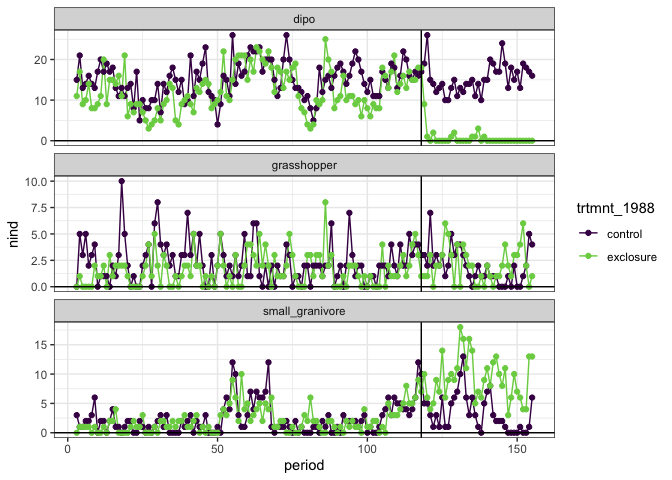 dipo
20
10
0
grasshopper
10.0
7.5
5.0
2.5
0.0
small_granivore
15
10
5
0
0
50
100
150
period
nind
trtmnt_1988
control
exclosure